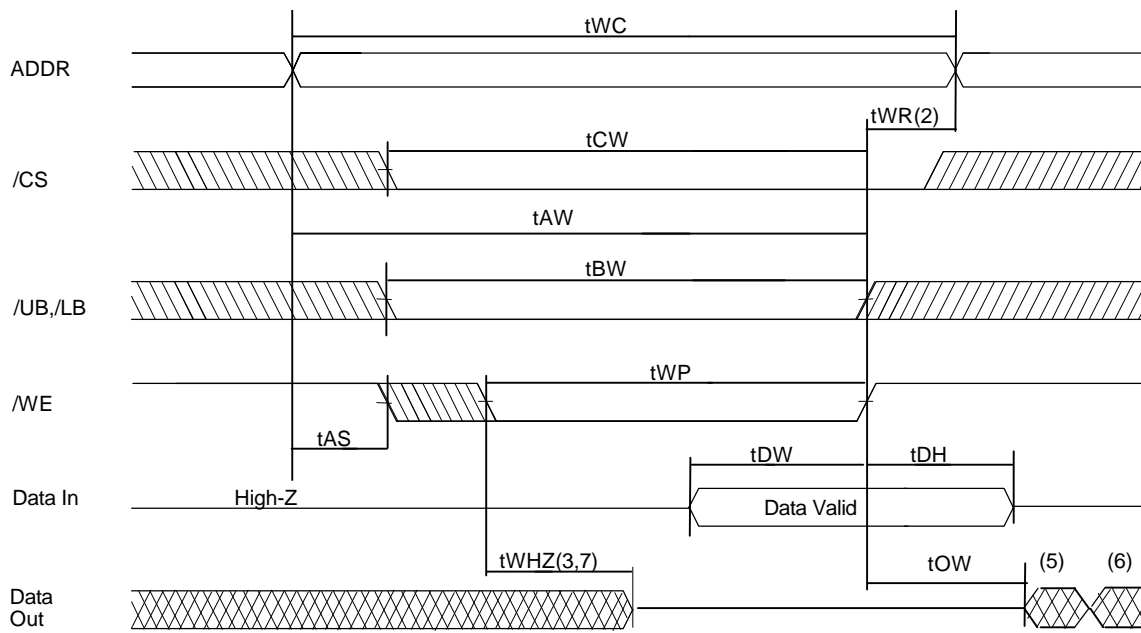 tWC
ADDR
tWR(2)
tCW
/CS
tAW
tBW
/UB,/LB
tWP
/WE
tAS
tDW
tDH
Data In
High-Z
Data Valid
tWHZ(3,7)
tOW
(5)
(6)
Data
Out